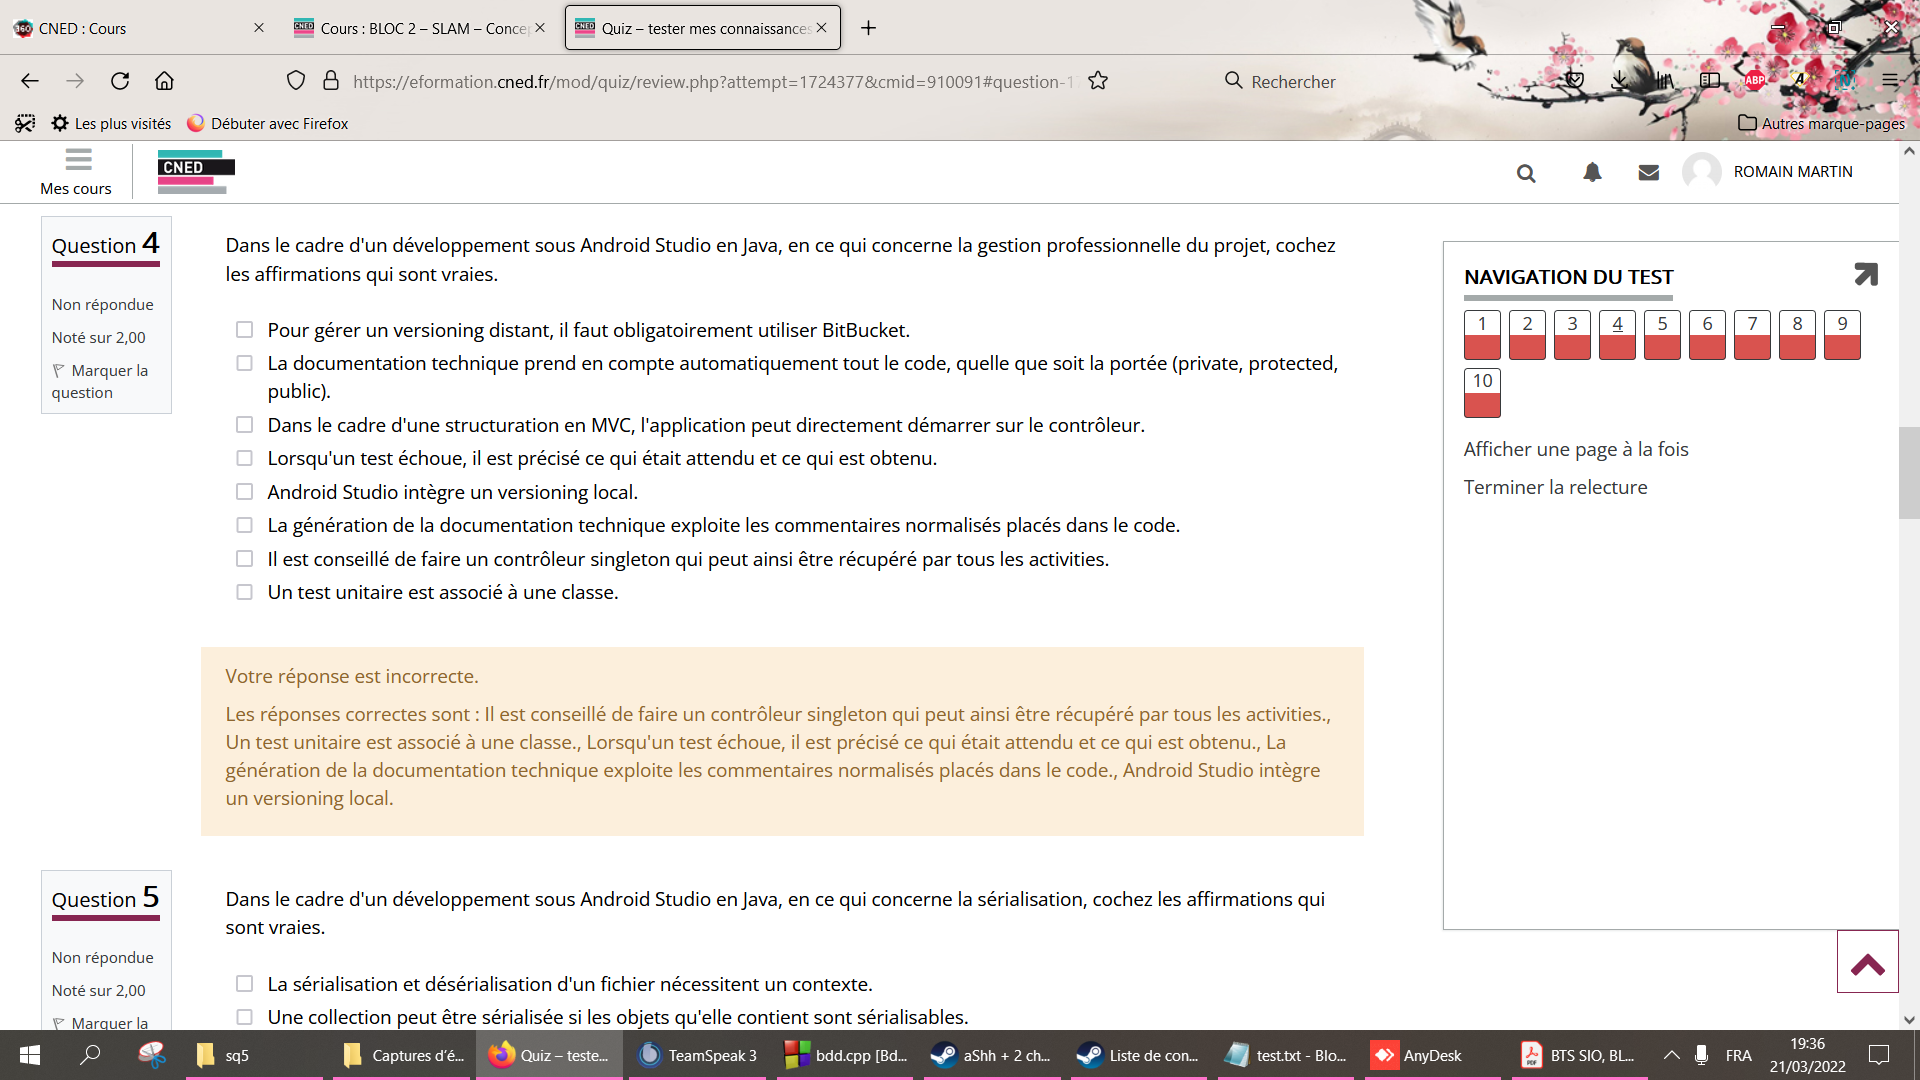 CNED : Cours
Cours : BLOC 2 – SLAM – Concep
Quiz – tester mes connaissances
https://eformation.cned.fr/mod/quiz/review.php?attempt=1724377&cmid=910091#question-1
Rechercher
ABP
Les plus visités
Débuter avec Firefox
Autres marque-pages
Mes cours
CNED
ROMAIN MARTIN
Question 4
Non répondue
Noté sur 2,00
Marquer la
question
Dans le cadre d'un développement sous Android Studio en Java, en ce qui concerne la gestion professionnelle du projet, cochez
les affirmations qui sont vraies.
Pour gérer un versioning distant, il faut obligatoirement utiliser BitBucket.
La documentation technique prend en compte automatiquement tout le code, quelle que soit la portée (private, protected,
public).
Dans le cadre d'une structuration en MVC, l'application peut directement démarrer sur le contrôleur.
Lorsqu'un test échoue, il est précisé ce qui était attendu et ce qui est obtenu.
Android Studio intègre un versioning local.
La génération de la documentation technique exploite les commentaires normalisés placés dans le code.
Il est conseillé de faire un contrôleur singleton qui peut ainsi être récupéré par tous les activities.
Un test unitaire est associé à une classe.
Votre réponse est incorrecte.
Les réponses correctes sont : Il est conseillé de faire un contrôleur singleton qui peut ainsi être récupéré par tous les activities.,
Un test unitaire est associé à une classe., Lorsqu'un test échoue, il est précisé ce qui était attendu et ce qui est obtenu., La
génération de la documentation technique exploite les commentaires normalisés placés dans le code., Android Studio intègre
un versioning local.
NAVIGATION DU TEST
1 2 3 4 5 6 7 8 9
10
Afficher une page à la fois
Terminer la relecture
Question 5
Non répondue
Noté sur 2,00
Marquer la
Dans le cadre d'un développement sous Android Studio en Java, en ce qui concerne la sérialisation, cochez les affirmations qui
sont vraies.
La sérialisation et désérialisation d'un fichier nécessitent un contexte.
Une collection peut être sérialisée si les objets qu'elle contient sont sérialisables.
sq5
Captures d'é...
Quiz – teste...
TeamSpeak 3
bdd.cpp [Bd...
aShh + 2 ch...
Liste de con...
test.txt - Blo...
AnyDesk
BTS SIO, BL...
FRA
19:36
21/03/2022